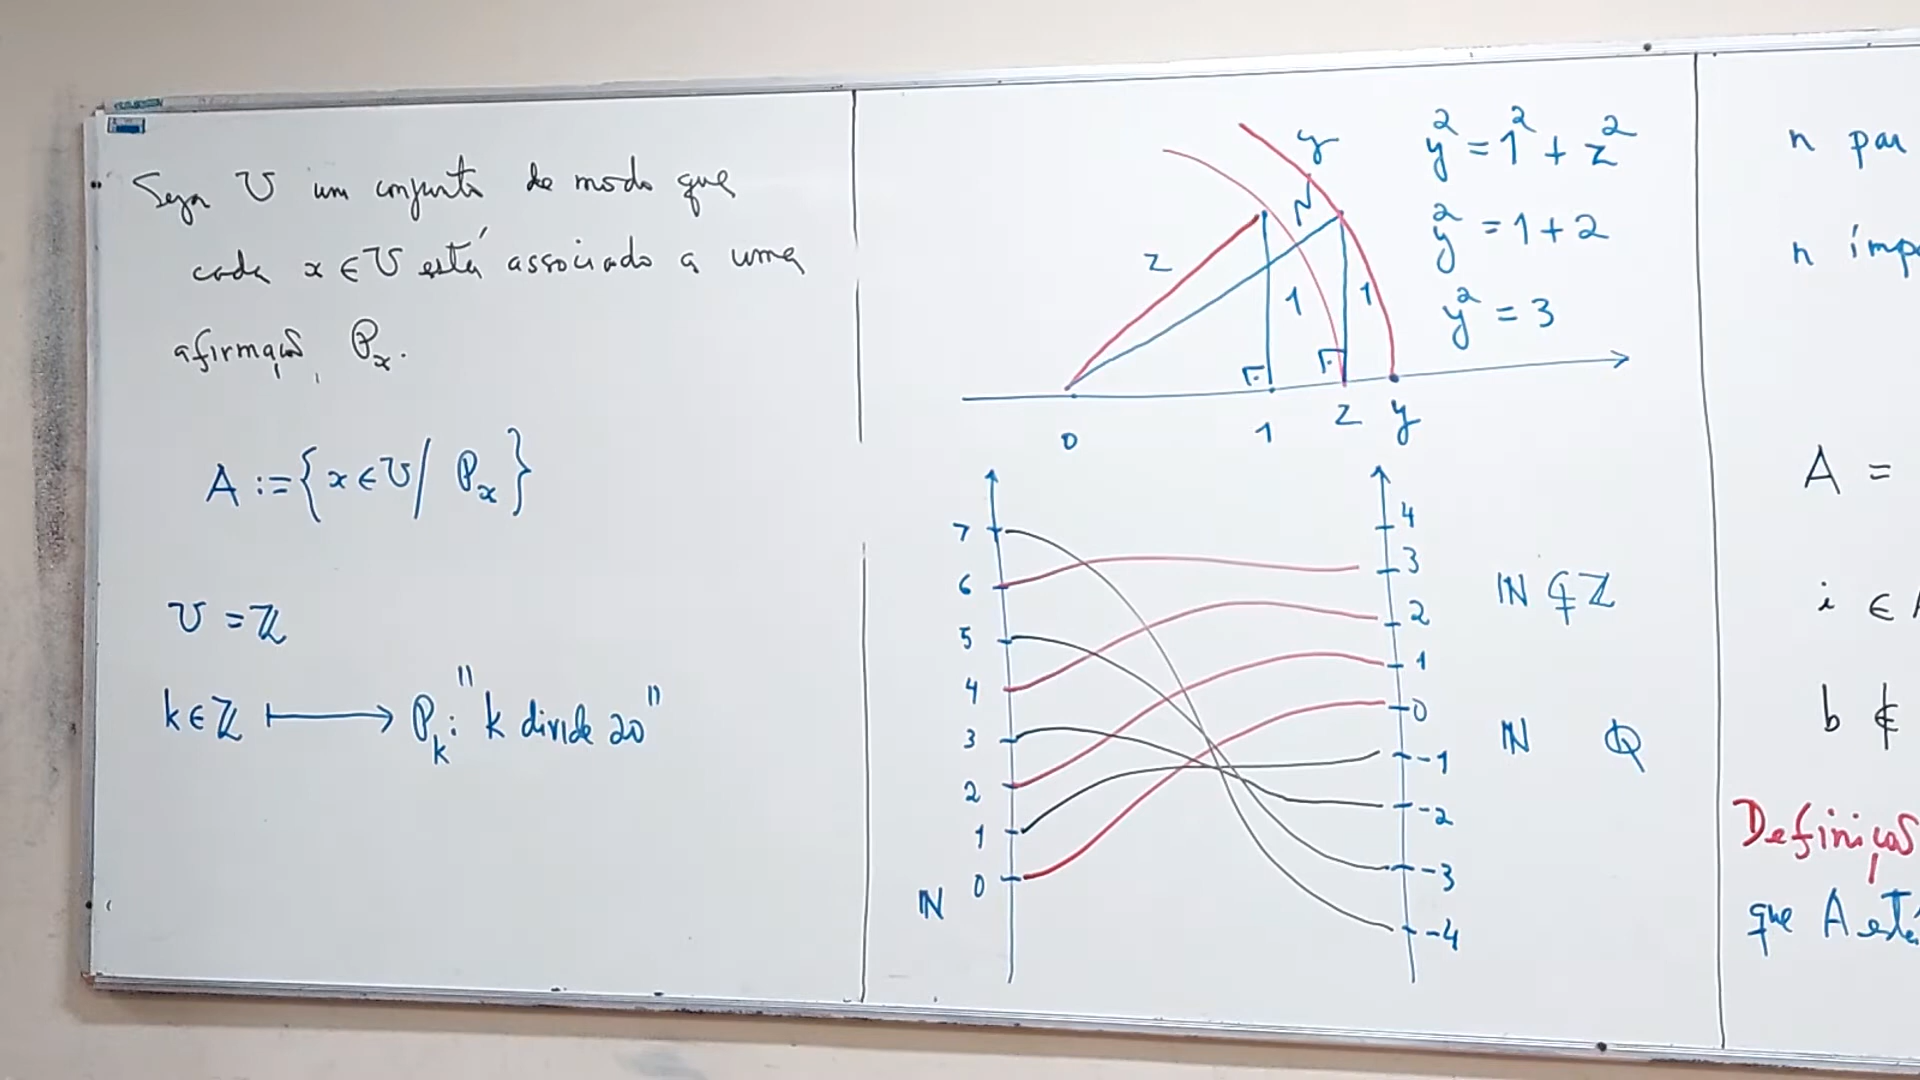 Seja U um conjunto de modo que
cada x ∈ U está associado a uma
afirmação P_x.
A := {x ∈ U / P_x}
U = ℤ
k ∈ ℤ ⟼ P_k: "k divide 20"
y
z
1
1
0
1
z
y
y² = 1² + z²
y² = 1 + 2
y² = 3
7
6
5
4
3
2
1
0
ℕ
4
3
2
1
0
-1
-2
-3
-4
ℕ ⊊ ℤ
ℕ ℚ
n par
n ímp
A =
i ∈
b ∉
Definição
que A está